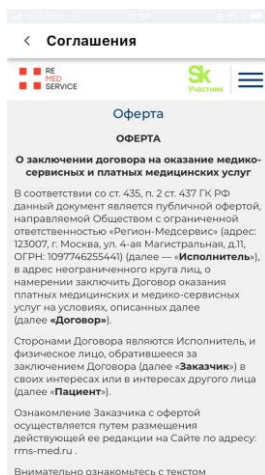 Соглашения
RE
MED
SERVICE
Sk
Участник
Оферта
ОФЕРТА
О заключении договора на оказание медико-
сервисных и платных медицинских услуг
В соответствии со ст. 435, п. 2 ст. 437 ГК РФ
данный документ является публичной офертой,
направляемой Обществом с ограниченной
ответственностью «Регион-Медсервис» (адрес:
123007, г. Москва, ул. 4-ая Магистральная, д.11,
ОГРН: 1097746255441) (далее — «Исполнитель»),
в адрес неограниченного круга лиц, о
намерении заключить Договор оказания
платных медицинских и медико-сервисных
услуг на условиях, описанных далее
(далее «Договор»).
Сторонами Договора являются Исполнитель, и
физическое лицо, обратившееся за
заключением Договора (далее «Заказчик») в
своих интересах или в интересах другого лица
(далее «Пациент»).
Ознакомление Заказчика с офертой
осуществляется путем размещения
действующей ее редакции на Сайте по адресу:
rms-med.ru .
Внимательно ознакомьтесь с текстом